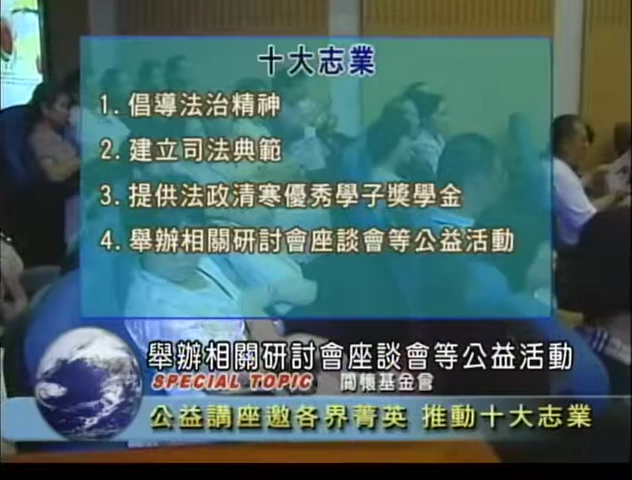 十大志業
1. 倡導法治精神
2. 建立司法典範
3. 提供法政清寒優秀學子獎學金
4. 舉辦相關研討會座談會等公益活動
舉辦相關研討會座談會等公益活動
SPECIAL TOPIC 間帳基金會
公益講座邀各界菁英 推動十大志業